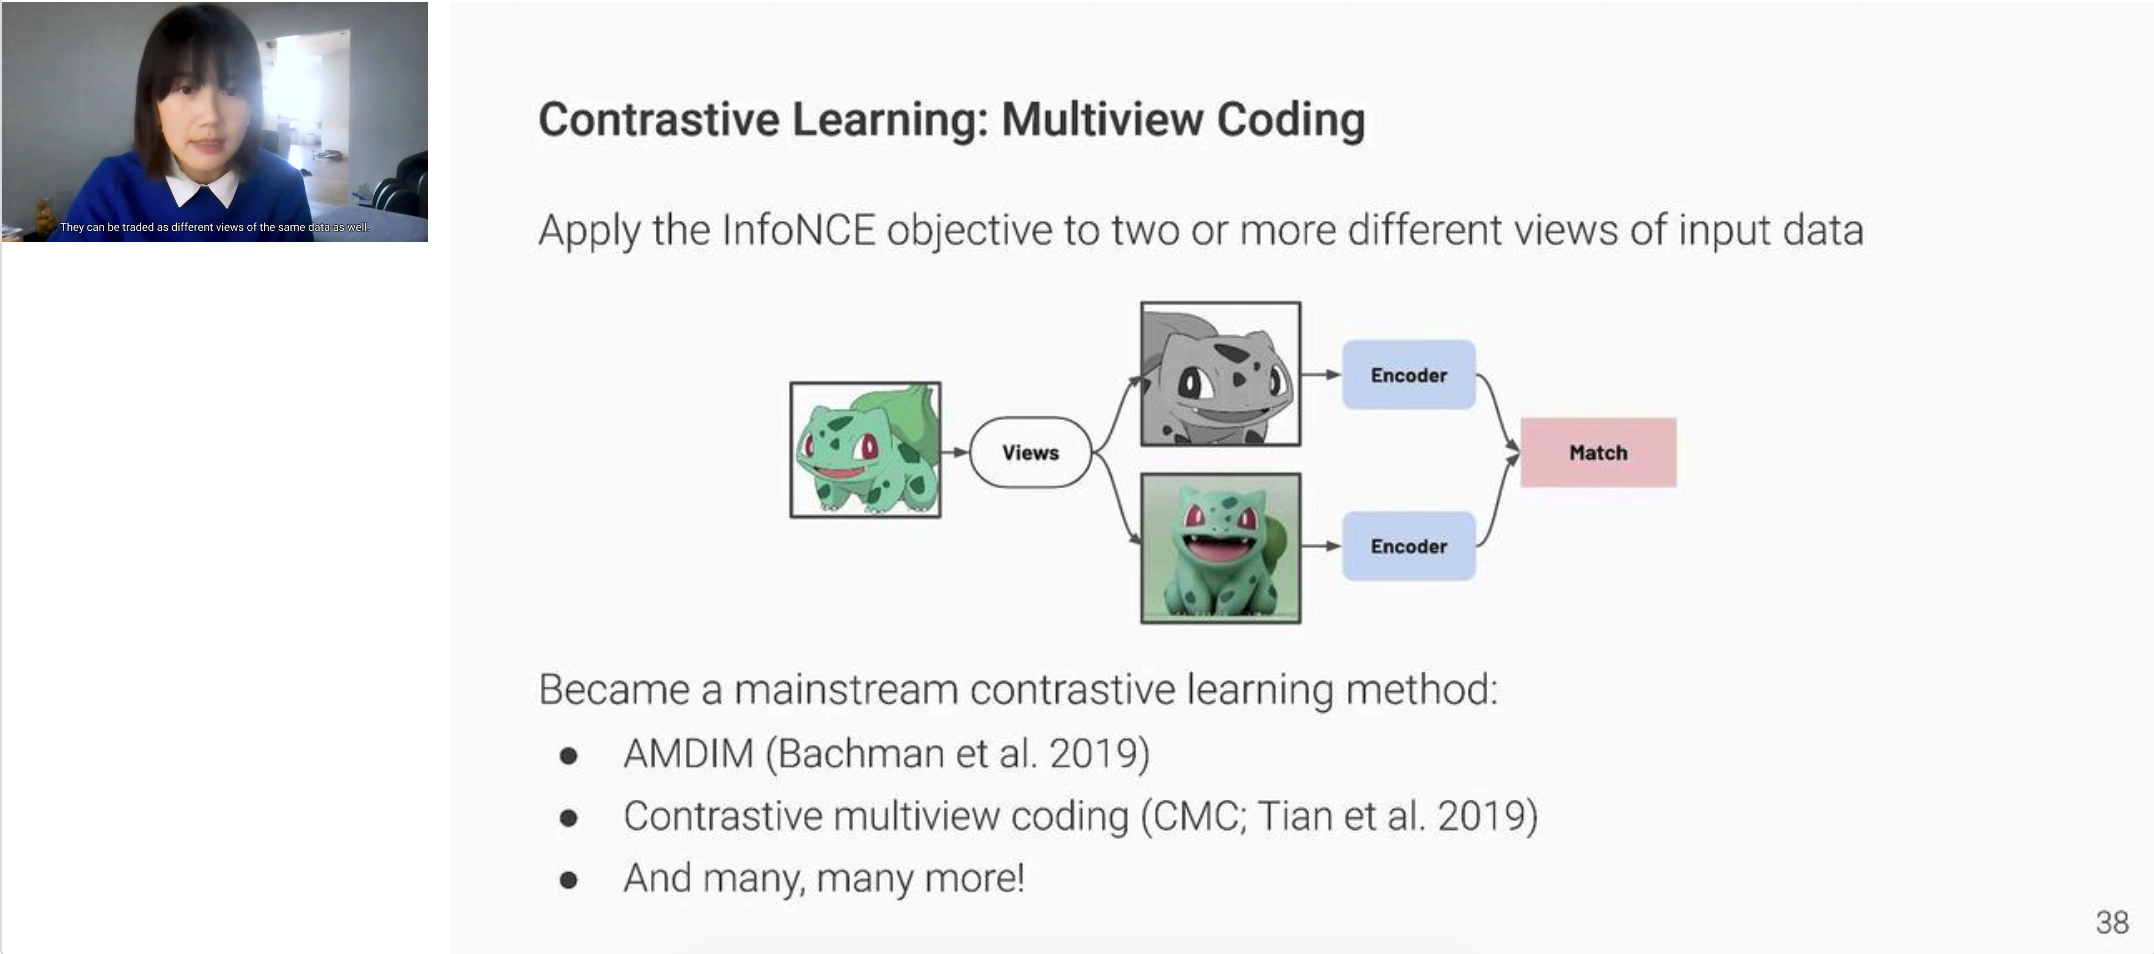 They can be traded as different views of the same data as well.
Contrastive Learning: Multiview Coding
Apply the InfoNCE objective to two or more different views of input data
Views
Encoder
Encoder
Match
Became a mainstream contrastive learning method:
● AMDIM (Bachman et al. 2019)
● Contrastive multiview coding (CMC; Tian et al. 2019)
● And many, many more!
38